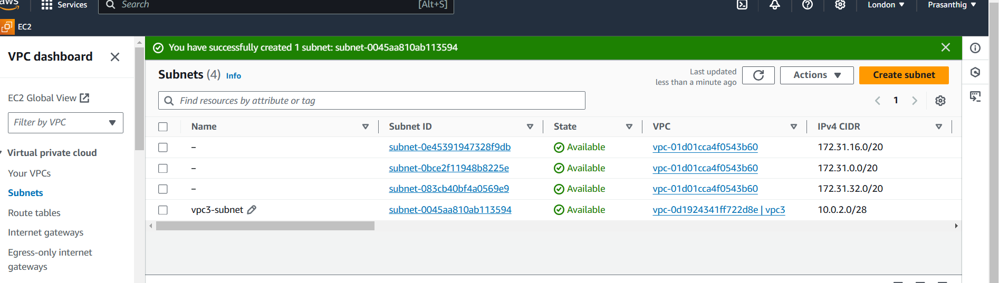 aws Services Search [Alt+S] London Prasanthig
EC2
VPC dashboard
EC2 Global View
Filter by VPC
Virtual private cloud
Your VPCs
Subnets
Route tables
Internet gateways
Egress-only internet
gateways
You have successfully created 1 subnet: subnet-0045aa810ab113594
Subnets (4) Info
Last updated
less than a minute ago
Actions
Create subnet
Find resources by attribute or tag
1
Name Subnet ID State VPC IPv4 CIDR
– subnet-0e45391947328f9db Available vpc-01d01cca4f0543b60 172.31.16.0/20
– subnet-0bce2f11948b8225e Available vpc-01d01cca4f0543b60 172.31.0.0/20
– subnet-083cb40bf4a0569e9 Available vpc-01d01cca4f0543b60 172.31.32.0/20
vpc3-subnet subnet-0045aa810ab113594 Available vpc-0d1924341ff722d8e | vpc3 10.0.2.0/28